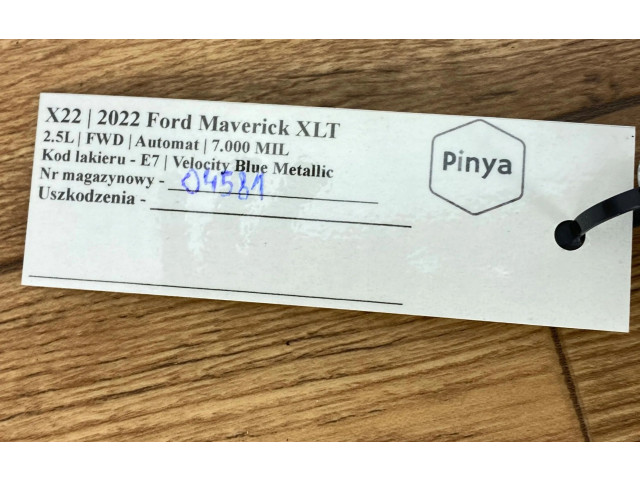 X22 | 2022 Ford Maverick XLT
2.5L | FWD | Automat | 7.000 MIL
Kod lakieru - E7 | Velocity Blue Metallic
Nr magazynowy - 04581
Uszkodzenia -
Pinya